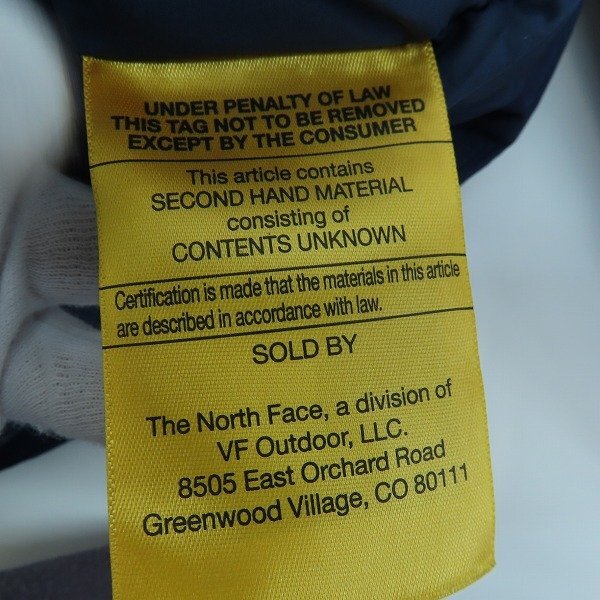 UNDER PENALTY OF LAW
THIS TAG NOT TO BE REMOVED
EXCEPT BY THE CONSUMER
This article contains
SECOND HAND MATERIAL
consisting of
CONTENTS UNKNOWN
Certification is made that the materials in this article
are described in accordance with law.
SOLD BY
The North Face, a division of
VF Outdoor, LLC.
8505 East Orchard Road
Greenwood Village, CO 80111